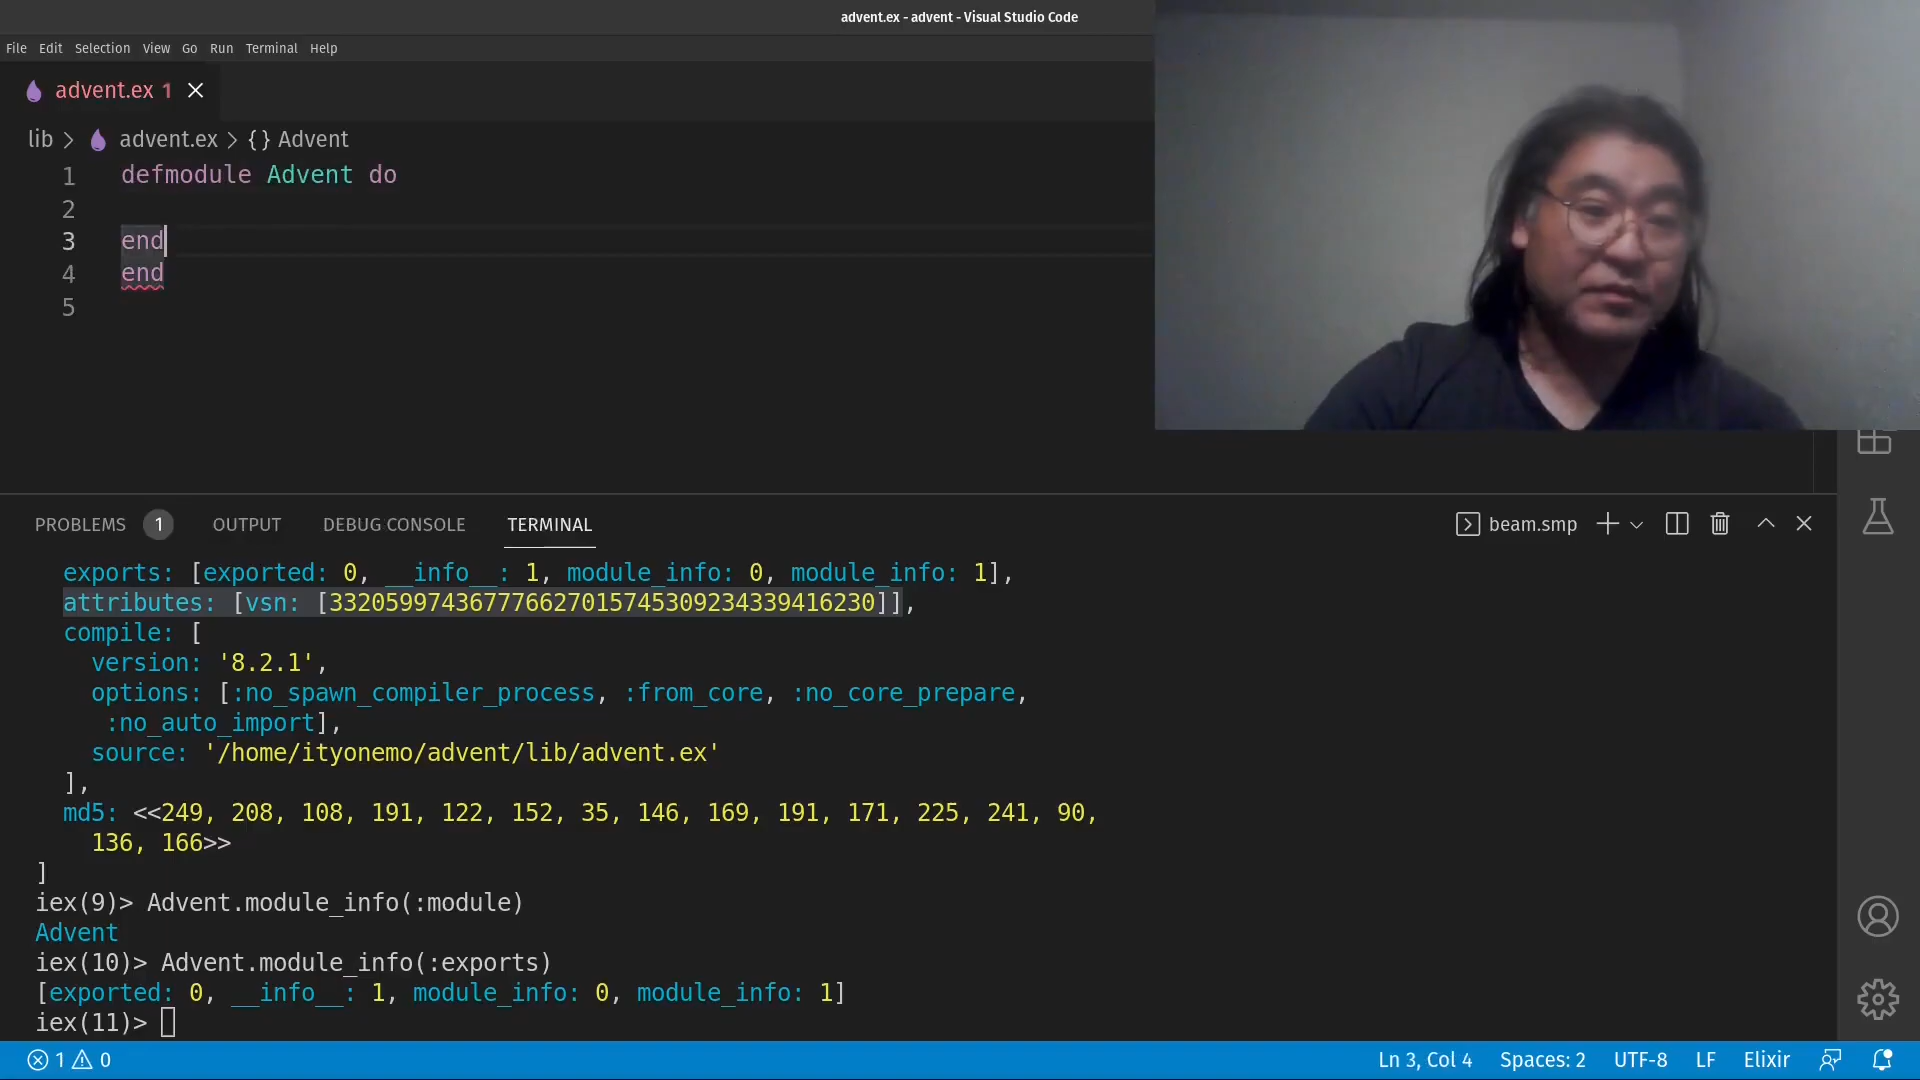 advent.ex - advent - Visual Studio Code
File Edit Selection View Go Run Terminal Help
advent.ex 1
lib > advent.ex > {} Advent
1 defmodule Advent do
2
3 end
4 end
5
PROBLEMS 1 OUTPUT DEBUG CONSOLE TERMINAL beam.smp
exports: [exported: 0, __info__: 1, module_info: 0, module_info: 1],
attributes: [vsn: [332059974367776627015745309234339416230]],
compile: [
version: '8.2.1',
options: [:no_spawn_compiler_process, :from_core, :no_core_prepare,
:no_auto_import],
source: '/home/ityonemo/advent/lib/advent.ex'
],
md5: <<249, 208, 108, 191, 122, 152, 35, 146, 169, 191, 171, 225, 241, 90,
136, 166>>
]
iex(9)> Advent.module_info(:module)
Advent
iex(10)> Advent.module_info(:exports)
[exported: 0, __info__: 1, module_info: 0, module_info: 1]
iex(11)>
1 0 Ln 3, Col 4 Spaces: 2 UTF-8 LF Elixir